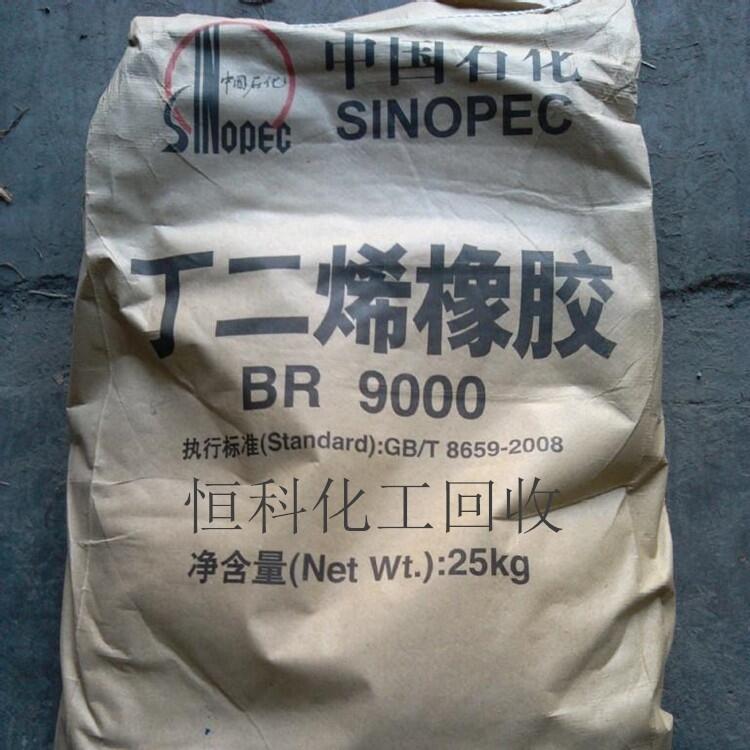 中国石化
SINOPEC
中国石化
SINOPEC
丁二烯橡胶
BR 9000
执行标准(Standard):GB/T 8659-2008
恒科化工回收
净含量(Net Wt.):25kg